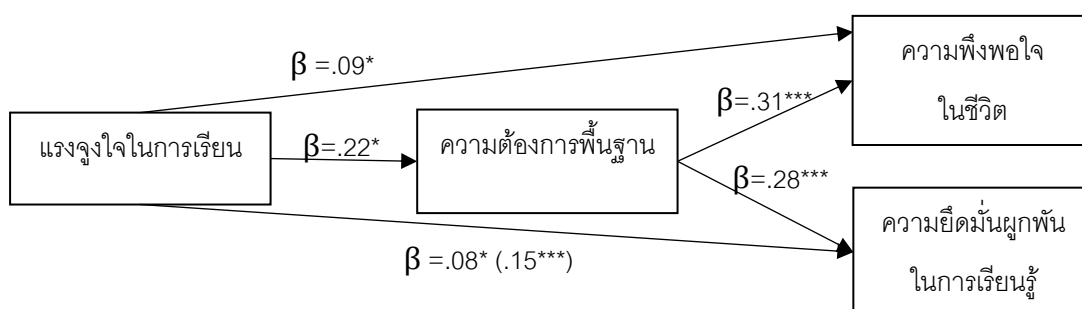 ความพึงพอใจ
ในชีวิต
β =.09*
β=.31***
แรงจูงใจในการเรียน
β=.22*
ความต้องการพื้นฐาน
β=.28***
ความยึดมั่นผูกพัน
ในการเรียนรู้
β =.08* (.15***)